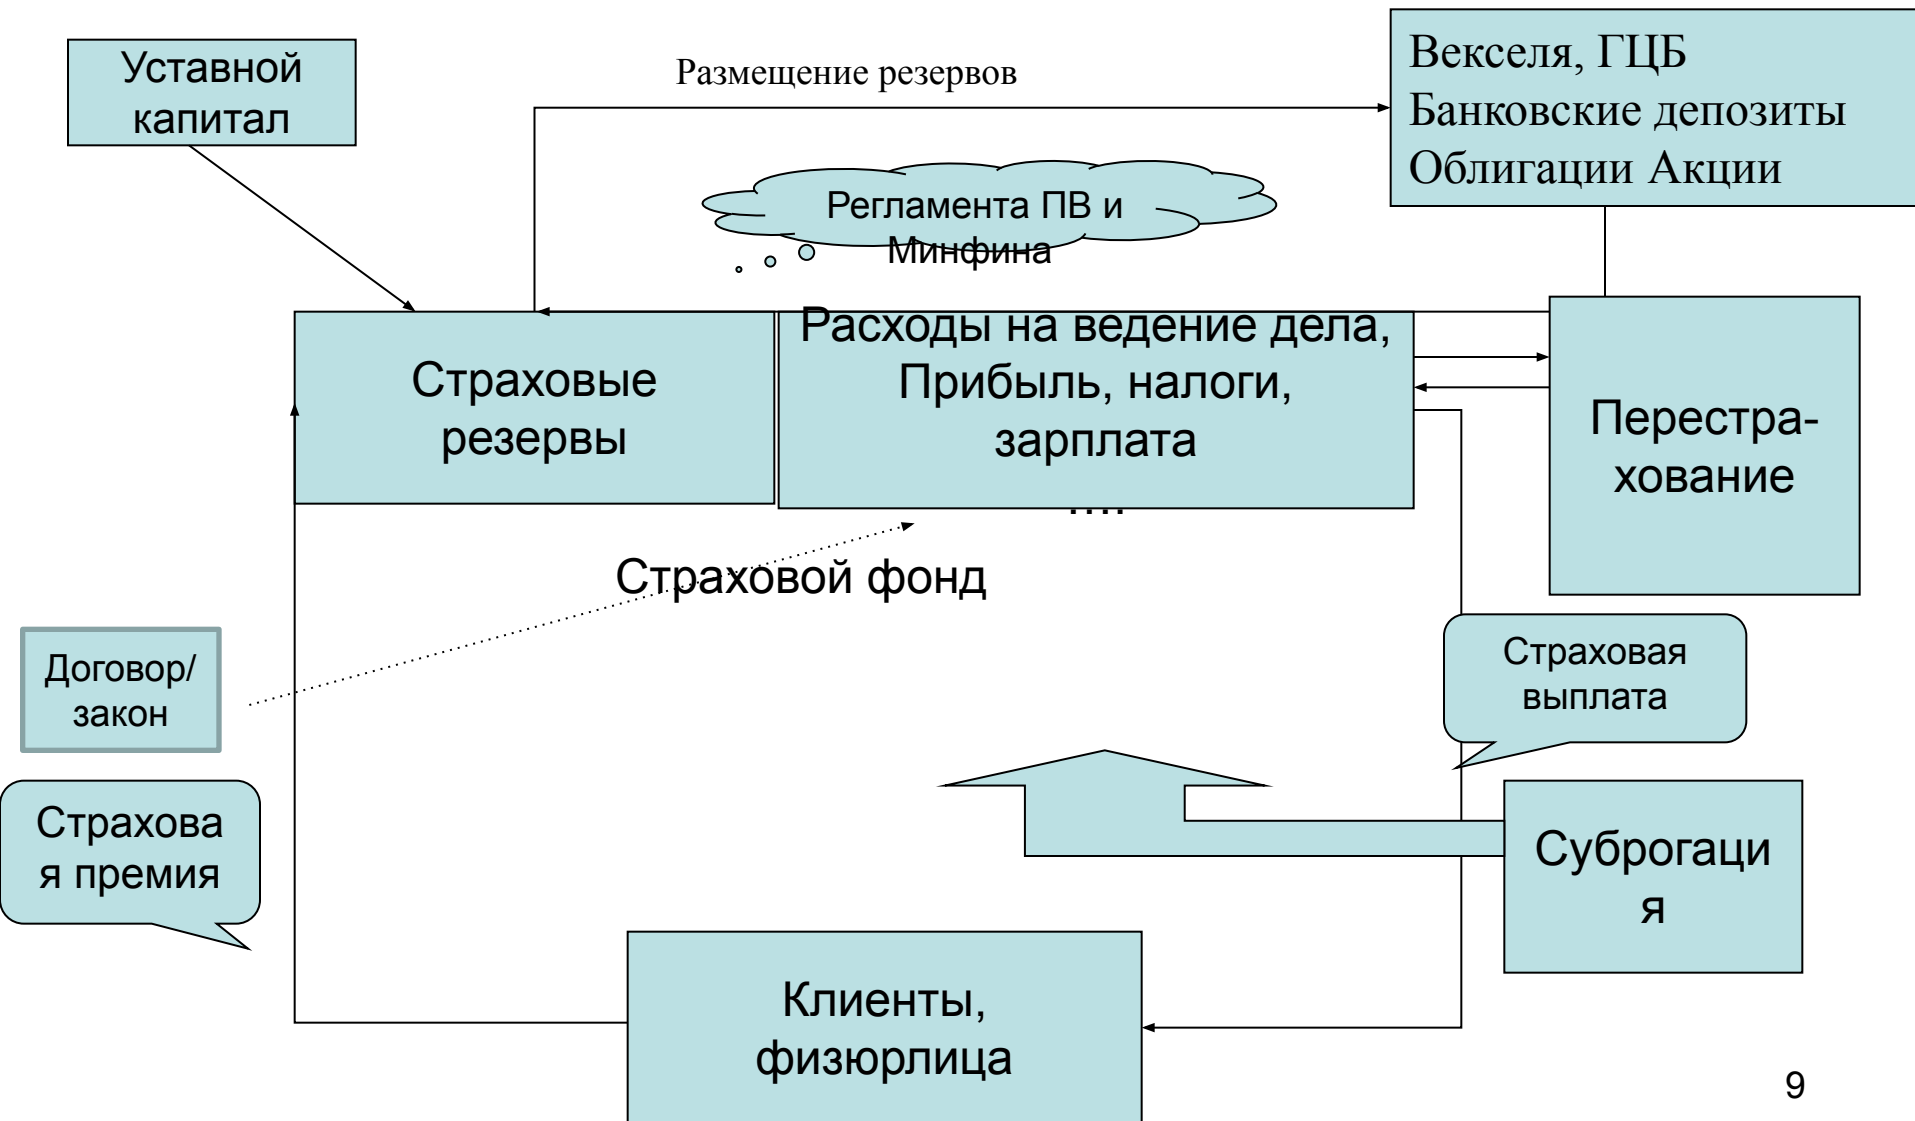 Уставной
капитал
Размещение резервов
Векселя, ГЦБ
Банковские депозиты
Облигации Акции
Регламента ПВ и
Минфина
Страховые
резервы
Расходы на ведение дела,
Прибыль, налоги,
зарплата
….
Перестра-
хование
Страховой фонд
Договор/
закон
Страховая
выплата
Страхова
я премия
Суброгаци
я
Клиенты,
физюрлица
9